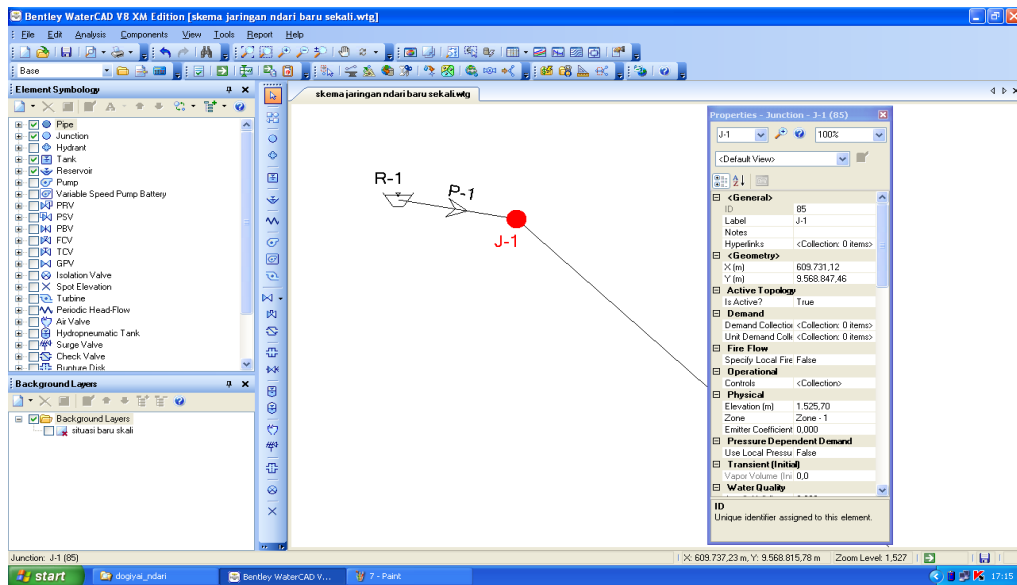 Bentley WaterCAD V8 XM Edition [skema jaringan ndari baru sekali.wtg]
File Edit Analysis Components View Tools Report Help
Base
Element Symbology
Pipe
Junction
Hydrant
Tank
Reservoir
Pump
Variable Speed Pump Battery
PRV
PSV
PBV
FCV
TCV
GPV
Isolation Valve
Spot Elevation
Turbine
Periodic Head-Flow
Air Valve
Hydropneumatic Tank
Surge Valve
Check Valve
Rupture Disk
Background Layers
Background Layers
situasi baru skali
skema jaringan ndari baru sekali.wtg
R-1
P-1
J-1
Properties - Junction - J-1 (85)
J-1 100%
<Default View>
<General>
ID 85
Label J-1
Notes
Hyperlinks <Collection: 0 items>
<Geometry>
X (m) 609.731,12
Y (m) 9.568.847,46
Active Topology
Is Active? True
Demand
Demand Collectio <Collection: 0 items>
Unit Demand Colle <Collection: 0 items>
Fire Flow
Specify Local Fire False
Operational
Controls <Collection>
Physical
Elevation (m) 1.525,70
Zone Zone - 1
Emitter Coefficient 0,000
Pressure Dependent Demand
Use Local Pressu False
Transient (Initial)
Vapor Volume (Ini 0,0
Water Quality
ID
Unique identifier assigned to this element.
Junction: J-1 (85)
X: 609.737,23 m, Y: 9.568.815,78 m Zoom Level: 1,527
start dogiyai_ndari Bentley WaterCAD V... 7 - Paint 17:15